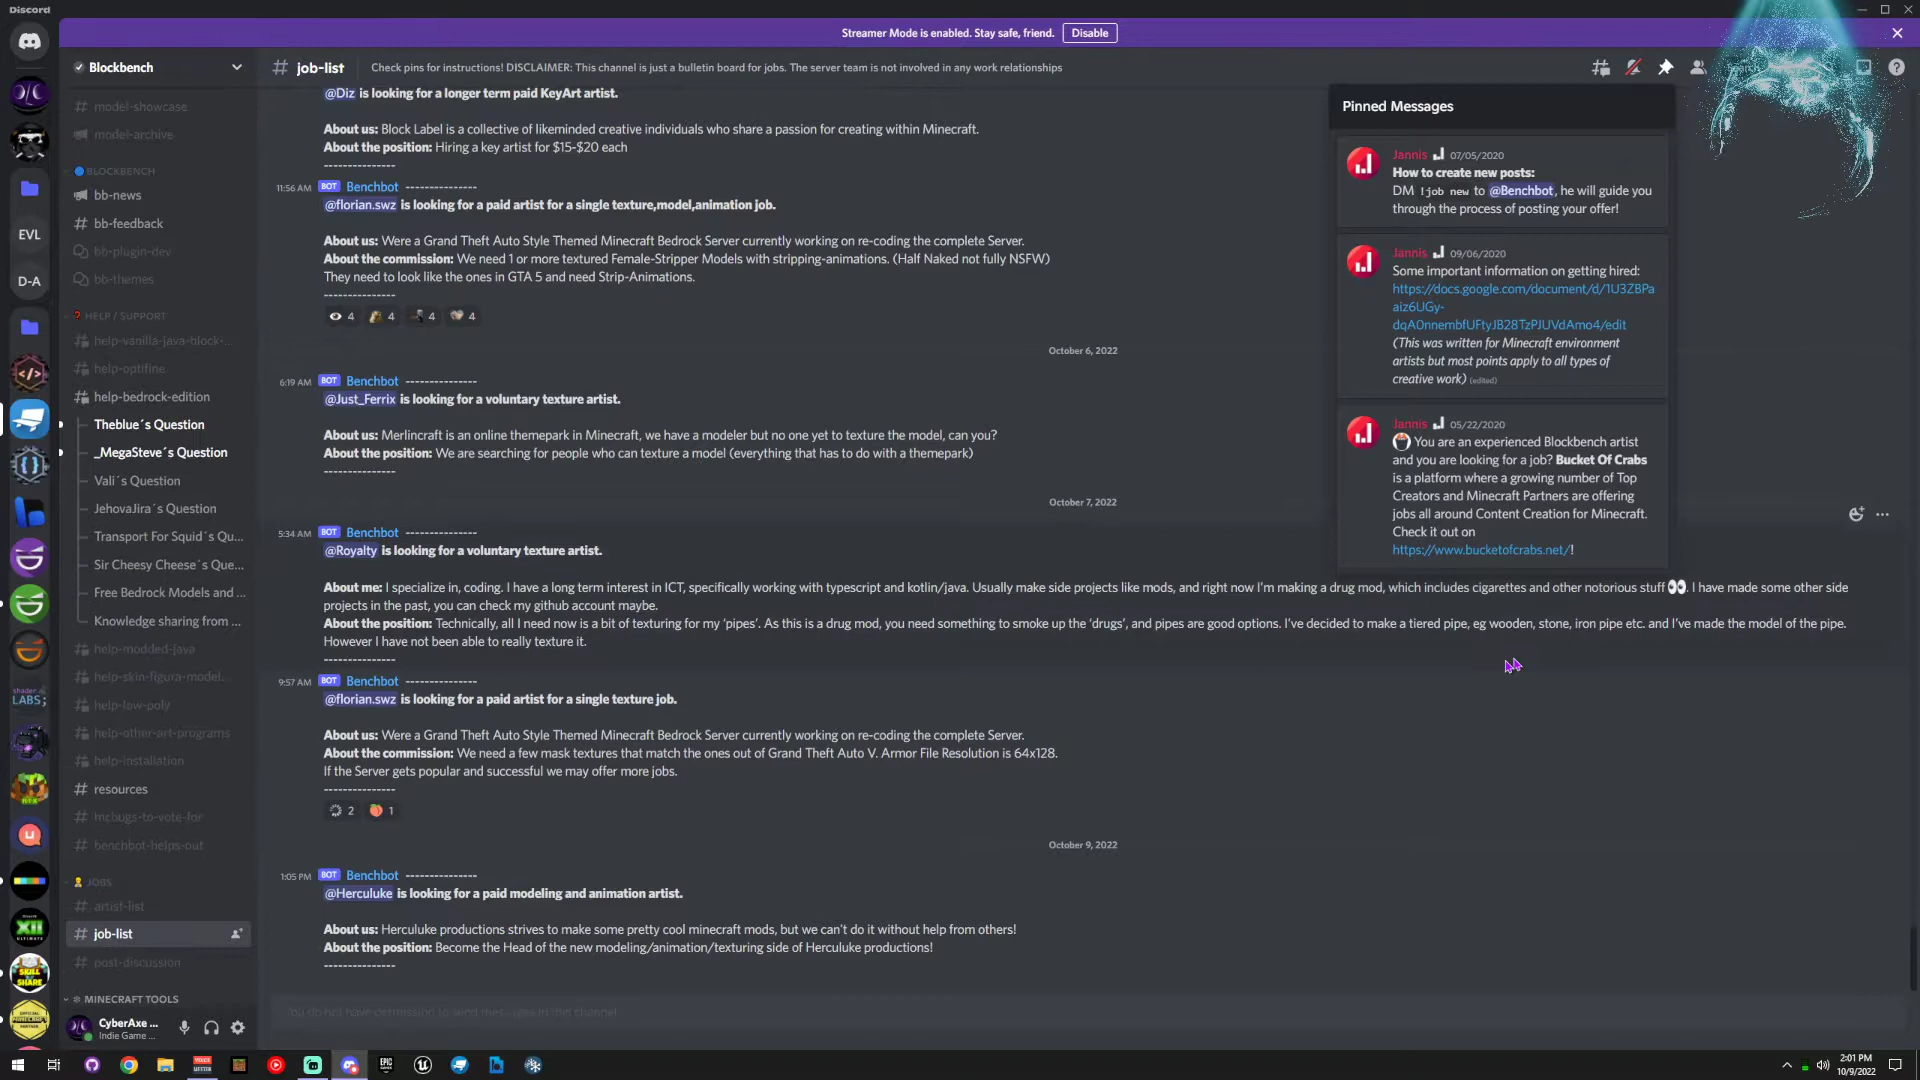 Discord
Streamer Mode is enabled. Stay safe, friend.
Disable
Blockbench
job-list
Check pins for instructions! DISCLAIMER: This channel is just a bulletin board for jobs. The server team is not involved in any work relationships
model-showcase
model-archive
BLOCKBENCH
bb-news
bb-feedback
bb-plugin-dev
bb-themes
HELP / SUPPORT
help-vanilla-java-block-...
help-optifine
help-bedrock-edition
Theblue´s Question
_MegaSteve´s Question
Vali´s Question
JehovaJira´s Question
Transport For Squid´s Qu...
Sir Cheesy Cheese´s Que...
Free Bedrock Models and ...
Knowledge sharing from ...
help-modded-java
help-skin-figura-model...
help-low-poly
help-other-art-programs
help-installation
resources
mcbugs-to-vote-for
benchbot-helps-out
JOBS
artist-list
job-list
post-discussion
MINECRAFT TOOLS
CyberAxe ...
Indie Game ...
EVL
D-A
@Diz is looking for a longer term paid KeyArt artist.
About us: Block Label is a collective of likeminded creative individuals who share a passion for creating within Minecraft.
About the position: Hiring a key artist for $15-$20 each
---------------
11:56 AM BOT Benchbot ---------------
@florian.swz is looking for a paid artist for a single texture,model,animation job.
About us: Were a Grand Theft Auto Style Themed Minecraft Bedrock Server currently working on re-coding the complete Server.
About the commission: We need 1 or more textured Female-Stripper Models with stripping-animations. (Half Naked not fully NSFW)
They need to look like the ones in GTA 5 and need Strip-Animations.
---------------
4 4 4 4
October 6, 2022
6:19 AM BOT Benchbot ---------------
@Just_Ferrix is looking for a voluntary texture artist.
About us: Merlincraft is an online themepark in Minecraft, we have a modeler but no one yet to texture the model, can you?
About the position: We are searching for people who can texture a model (everything that has to do with a themepark)
---------------
October 7, 2022
5:34 AM BOT Benchbot ---------------
@Royalty is looking for a voluntary texture artist.
About me: I specialize in, coding. I have a long term interest in ICT, specifically working with typescript and kotlin/java. Usually make side projects like mods, and right now I'm making a drug mod, which includes cigarettes and other notorious stuff 👀. I have made some other side
projects in the past, you can check my github account maybe.
About the position: Technically, all I need now is a bit of texturing for my 'pipes'. As this is a drug mod, you need something to smoke up the 'drugs', and pipes are good options. I've decided to make a tiered pipe, eg wooden, stone, iron pipe etc. and I've made the model of the pipe.
However I have not been able to really texture it.
---------------
9:57 AM BOT Benchbot ---------------
@florian.swz is looking for a paid artist for a single texture job.
About us: Were a Grand Theft Auto Style Themed Minecraft Bedrock Server currently working on re-coding the complete Server.
About the commission: We need a few mask textures that match the ones out of Grand Theft Auto V. Armor File Resolution is 64x128.
If the Server gets popular and successful we may offer more jobs.
---------------
2 1
October 9, 2022
1:05 PM BOT Benchbot ---------------
@Herculuke is looking for a paid modeling and animation artist.
About us: Herculuke productions strives to make some pretty cool minecraft mods, but we can't do it without help from others!
About the position: Become the Head of the new modeling/animation/texturing side of Herculuke productions!
---------------
You do not have permission to send messages in this channel.
Pinned Messages
Jannis 07/05/2020
How to create new posts:
DM !job new to @Benchbot, he will guide you
through the process of posting your offer!
Jannis 09/06/2020
Some important information on getting hired:
https://docs.google.com/document/d/1U3ZBPa
aiz6UGy-
dqA0nnembfUFtyJB28TzPJUVdAmo4/edit
(This was written for Minecraft environment
artists but most points apply to all types of
creative work) (edited)
Jannis 05/22/2020
You are an experienced Blockbench artist
and you are looking for a job? Bucket Of Crabs
is a platform where a growing number of Top
Creators and Minecraft Partners are offering
jobs all around Content Creation for Minecraft.
Check it out on
https://www.bucketofcrabs.net/!
2:01 PM
10/9/2022